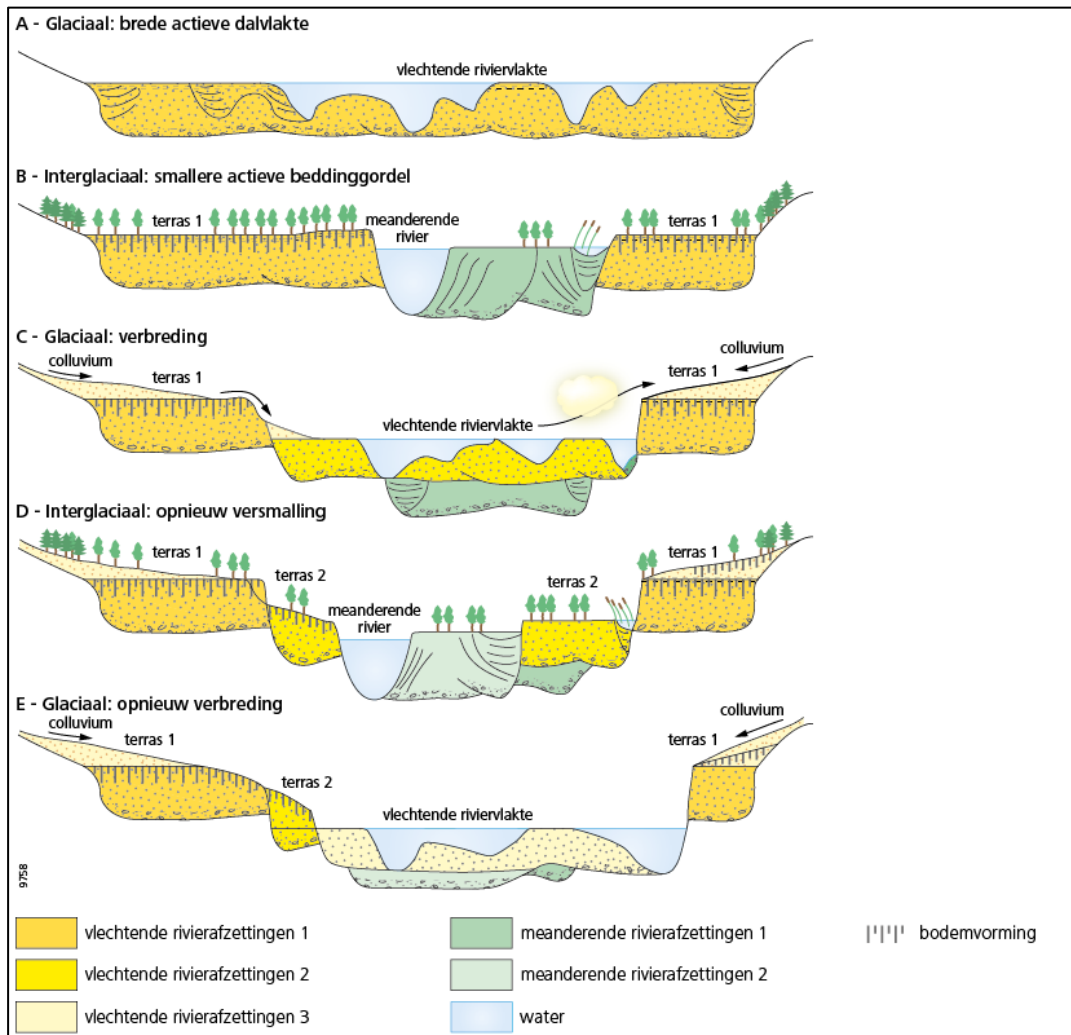 A - Glaciaal: brede actieve dalvlakte
vlechtende riviervlakte
B - Interglaciaal: smallere actieve beddinggordel
terras 1
meanderende
rivier
terras 1
C - Glaciaal: verbreding
colluvium
terras 1
vlechtende riviervlakte
colluvium
terras 1
D - Interglaciaal: opnieuw versmalling
terras 1
terras 2
meanderende
rivier
terras 2
terras 1
E - Glaciaal: opnieuw verbreding
colluvium
terras 1
terras 2
vlechtende riviervlakte
colluvium
terras 1
9758
vlechtende rivierafzettingen 1
vlechtende rivierafzettingen 2
vlechtende rivierafzettingen 3
meanderende rivierafzettingen 1
meanderende rivierafzettingen 2
water
bodemvorming